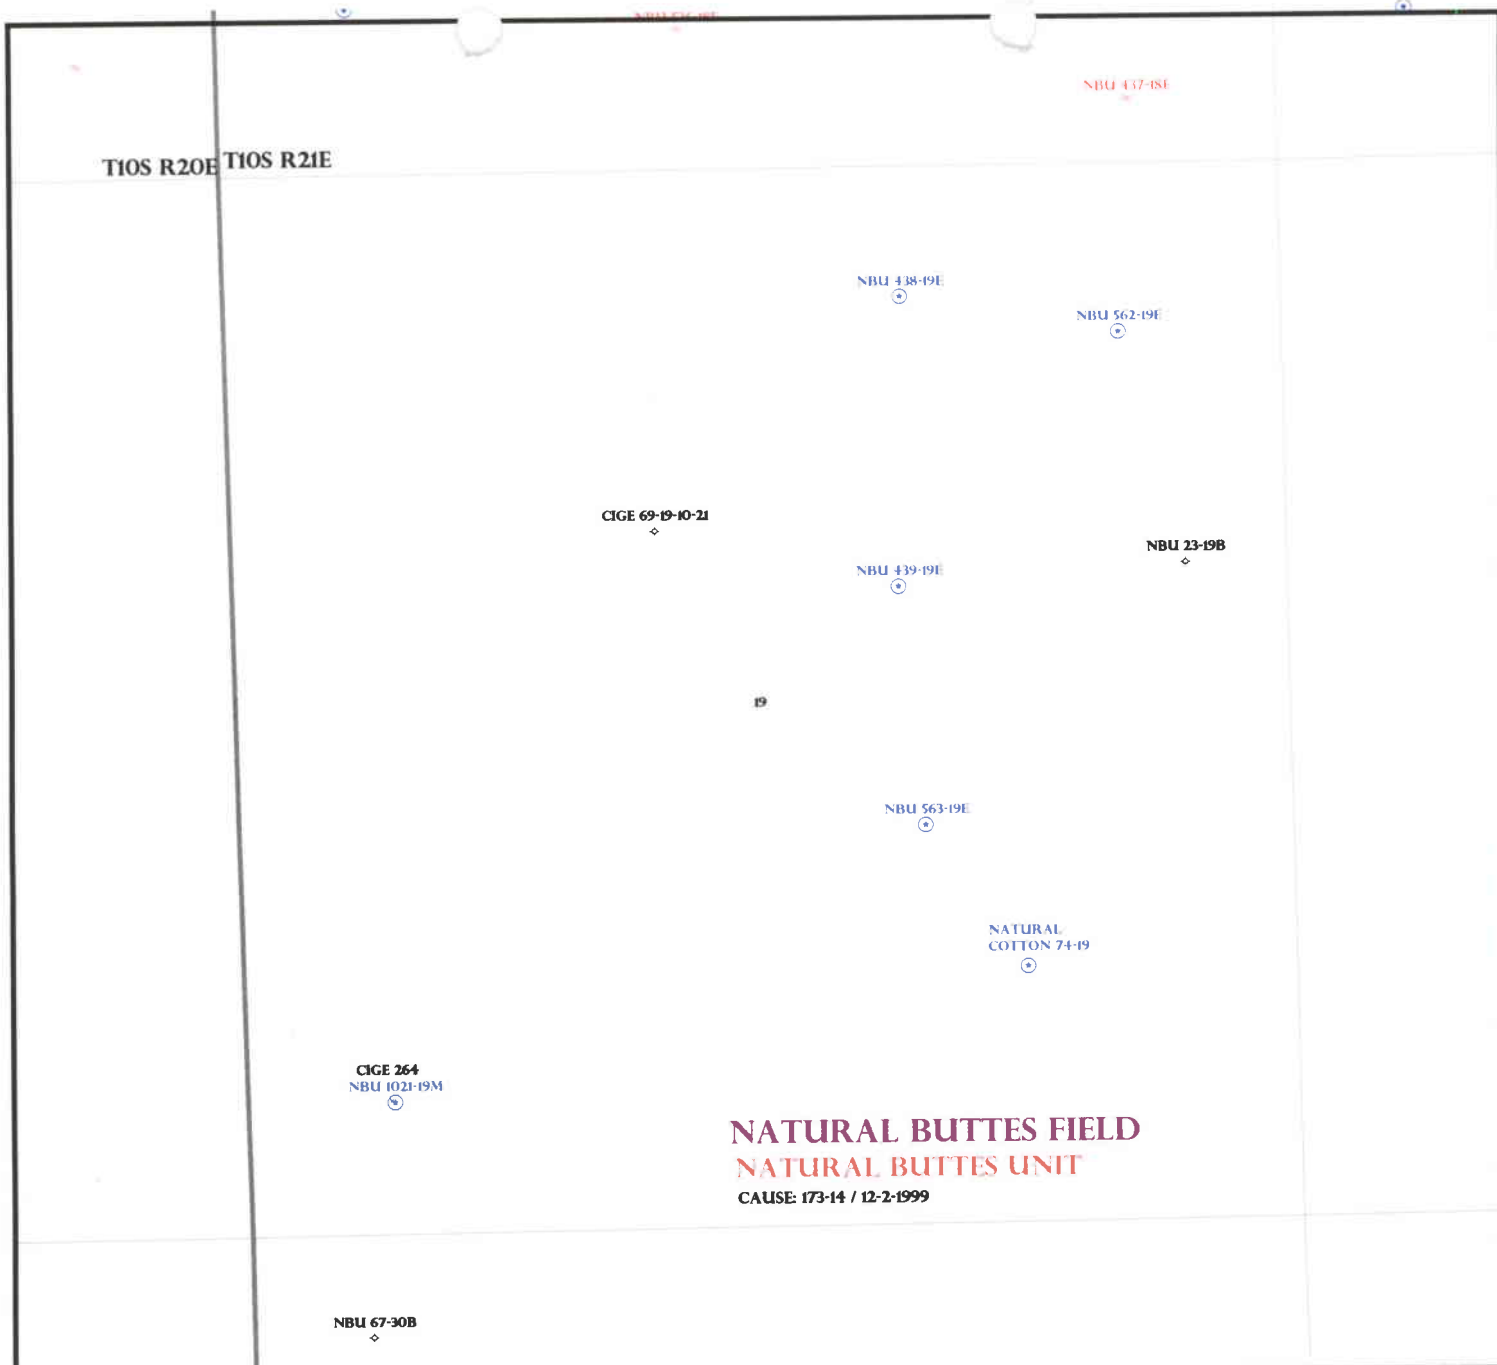 NBU 437-18E
T10S R20E
T10S R21E
NBU 438-19E
NBU 562-19E
CIGE 69-19-10-21
NBU 23-19B
NBU 439-19E
19
NBU 563-19E
NATURAL
COTTON 74-19
CIGE 264
NBU 1021-19M
NATURAL BUTTES FIELD
NATURAL BUTTES UNIT
CAUSE: 173-14 / 12-2-1999
NBU 67-30B